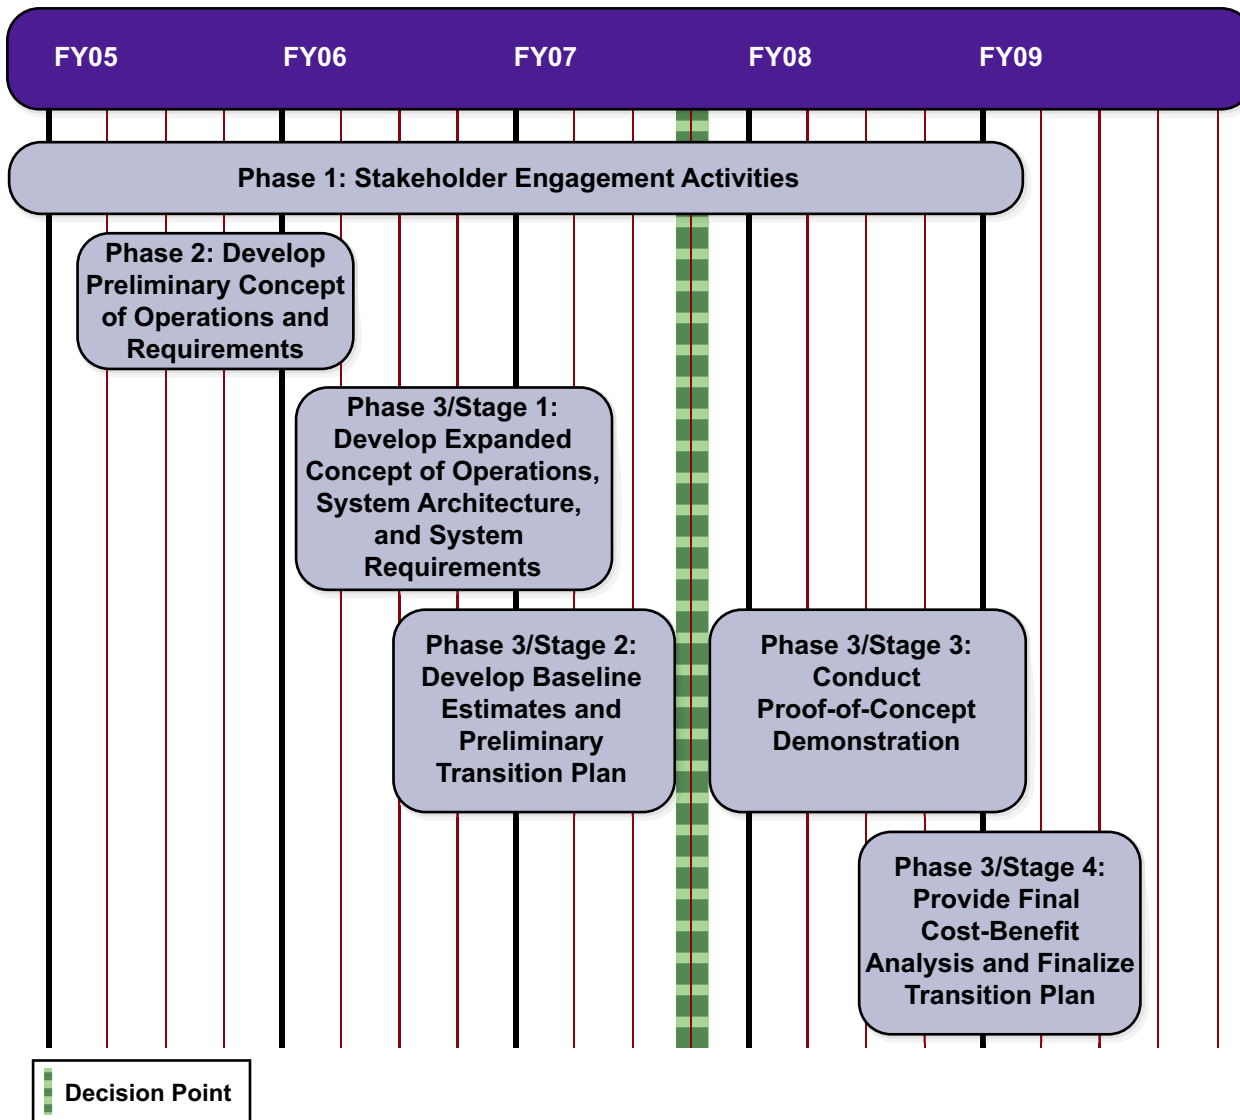 FY05 FY06 FY07 FY08 FY09
Phase 1: Stakeholder Engagement Activities
Phase 2: Develop
Preliminary Concept
of Operations and
Requirements
Phase 3/Stage 1:
Develop Expanded
Concept of Operations,
System Architecture,
and System
Requirements
Phase 3/Stage 2:
Develop Baseline
Estimates and
Preliminary
Transition Plan
Phase 3/Stage 3:
Conduct
Proof-of-Concept
Demonstration
Phase 3/Stage 4:
Provide Final
Cost-Benefit
Analysis and Finalize
Transition Plan
Decision Point